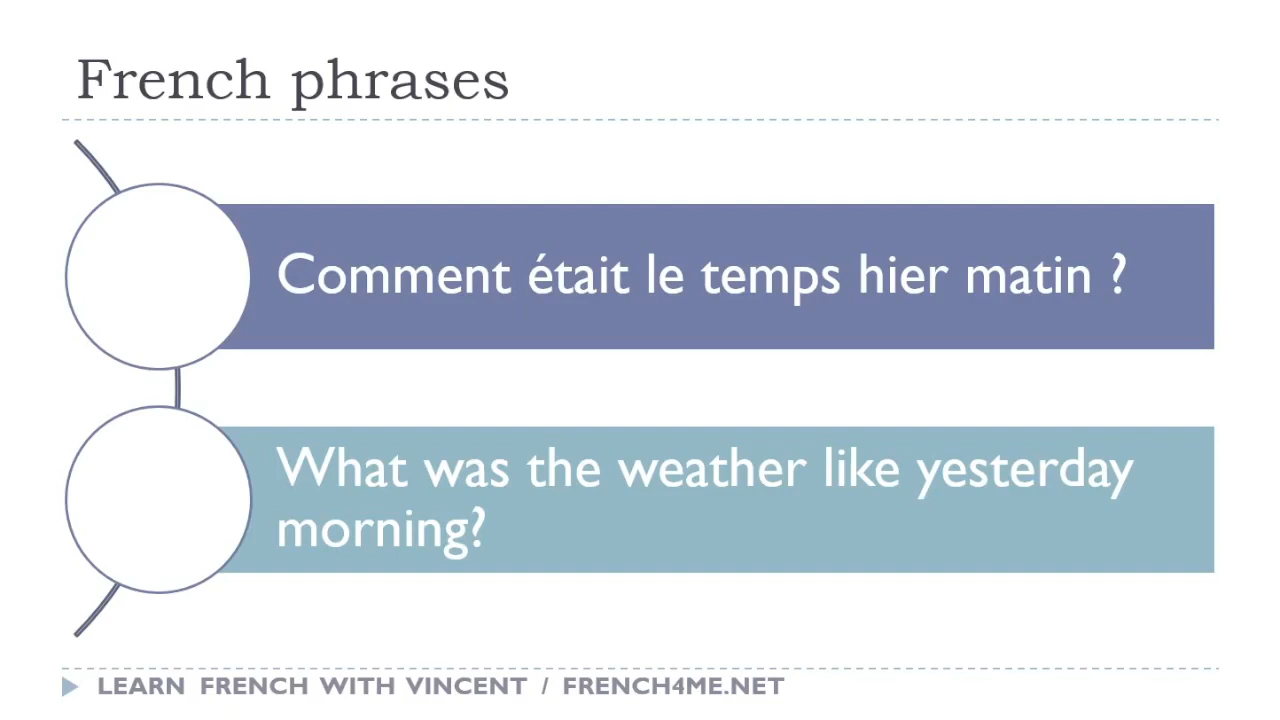 French phrases
Comment était le temps hier matin ?
What was the weather like yesterday
morning?
LEARN FRENCH WITH VINCENT / FRENCH4ME.NET